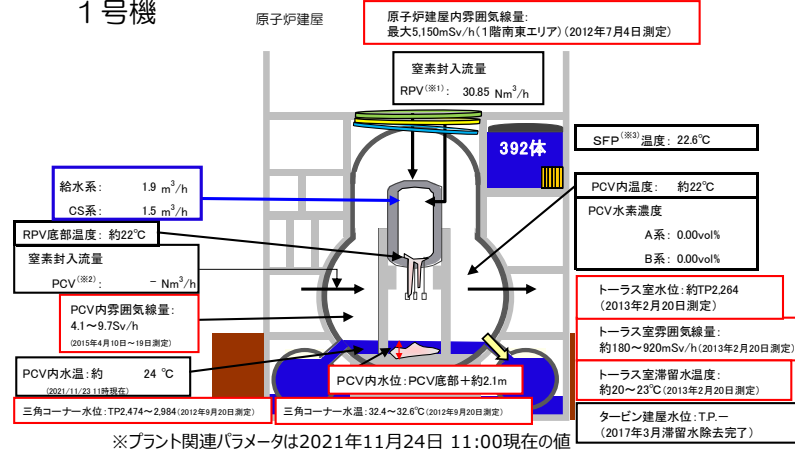 1号機
原子炉建屋
原子炉建屋内雰囲気線量:
最大5,150mSv/h(1階南東エリア)(2012年7月4日測定)
窒素封入流量
RPV(※1): 30.85 Nm³/h
392体
SFP(※3)温度: 22.6℃
給水系: 1.9 m³/h
CS系: 1.5 m³/h
PCV内温度: 約22℃
PCV水素濃度
A系: 0.00vol%
B系: 0.00vol%
RPV底部温度: 約22℃
窒素封入流量
PCV(※2): － Nm³/h
PCV内雰囲気線量:
4.1～9.7Sv/h
(2015年4月10日～19日測定)
トーラス室水位: 約TP2,264
(2013年2月20日測定)
トーラス室雰囲気線量:
約180～920mSv/h(2013年2月20日測定)
PCV内水温: 約 24 ℃
(2021/11/23 11時現在)
PCV内水位: PCV底部＋約2.1m
トーラス室滞留水温度:
約20～23℃(2013年2月20日測定)
三角コーナー水位: TP2,474～2,984(2012年9月20日測定)
三角コーナー水温: 32.4～32.6℃(2012年9月20日測定)
タービン建屋水位: T.P.－
(2017年3月滞留水除去完了)
※プラント関連パラメータは2021年11月24日 11:00現在の値